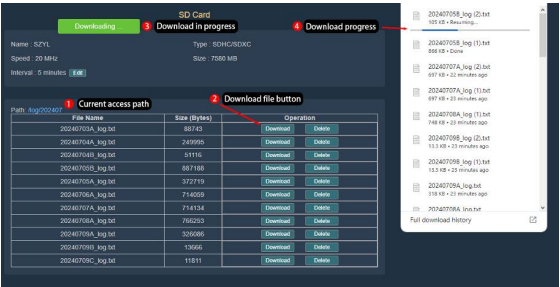 SD Card
Downloading ...
3 Download in progress
4 Download progress
Name : SZYL
Type : SDHC/SDXC
Speed : 20 MHz
Size : 7580 MB
Interval : 5 minutes Edit
Path: /log/202407
1 Current access path
2 Download file button
File Name Size (Bytes) Operation
20240703A_log.txt 88743 Download Delete
20240704A_log.txt 249995 Download Delete
20240704B_log.txt 51116 Download Delete
20240705B_log.txt 887188 Download Delete
20240705A_log.txt 372719 Download Delete
20240706A_log.txt 714059 Download Delete
20240707A_log.txt 714134 Download Delete
20240708A_log.txt 766253 Download Delete
20240709A_log.txt 326086 Download Delete
20240709B_log.txt 13666 Download Delete
20240709C_log.txt 11811 Download Delete
20240705B_log (2).txt
105 KB • Resuming...
20240705B_log (1).txt
866 KB • Done
20240707A_log (2).txt
697 KB • 22 minutes ago
20240707A_log (1).txt
697 KB • 23 minutes ago
20240708A_log (1).txt
748 KB • 23 minutes ago
20240709B_log (2).txt
13.3 KB • 23 minutes ago
20240709B_log (1).txt
13.3 KB • 23 minutes ago
20240709A_log.txt
318 KB • 23 minutes ago
20240708A_log.txt
Full download history